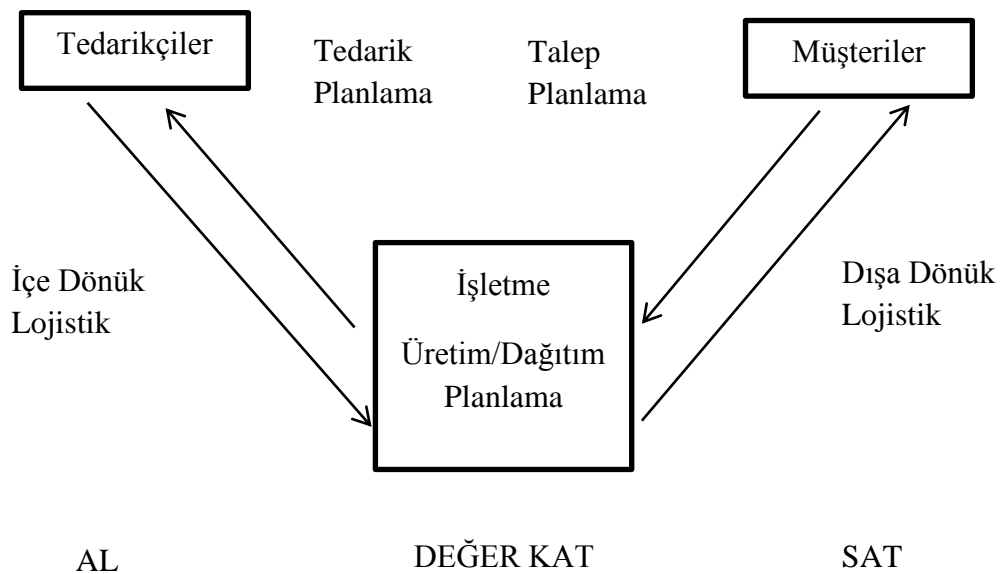 Tedarikçiler
Tedarik
Planlama
Talep
Planlama
Müşteriler
İçe Dönük
Lojistik
İşletme
Üretim/Dağıtım
Planlama
Dışa Dönük
Lojistik
AL
DEĞER KAT
SAT